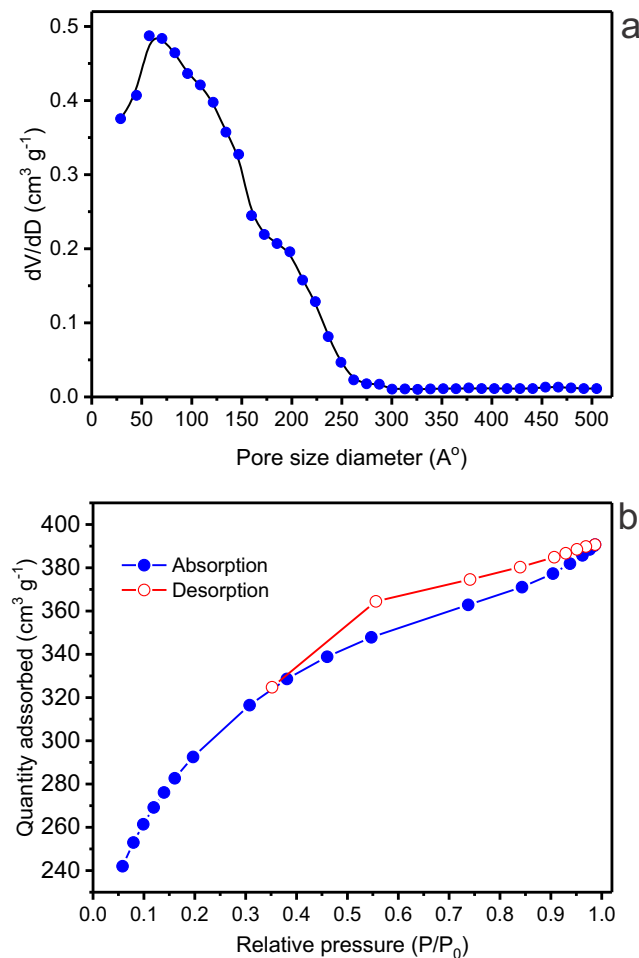 a
0.5
0.4
0.3
0.2
0.1
0.0
dV/dD (cm³ g⁻¹)
0 50 100 150 200 250 300 350 400 450 500
Pore size diameter (Aᵒ)
b
400
380
360
340
320
300
280
260
240
Quantity adssorbed (cm³ g⁻¹)
Absorption
Desorption
0.0 0.1 0.2 0.3 0.4 0.5 0.6 0.7 0.8 0.9 1.0
Relative pressure (P/P₀)